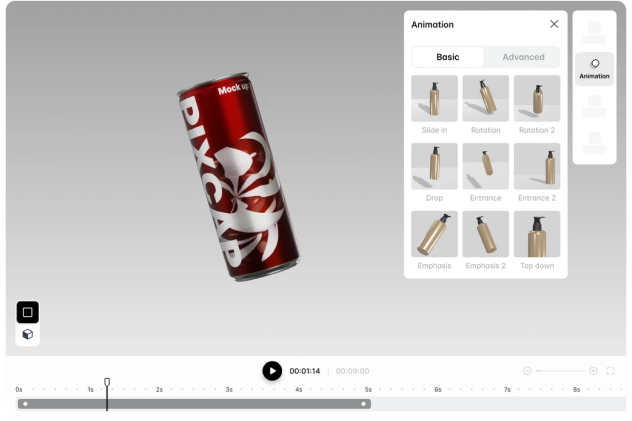 Animation
Basic Advanced
Animation
Slide in Rotation Rotation 2
Drop Entrance Entrance 2
Emphasis Emphasis 2 Top down
Mock up
PIXCAP
00:01:14 00:09:00
0s 1s 2s 3s 4s 5s 6s 7s 8s